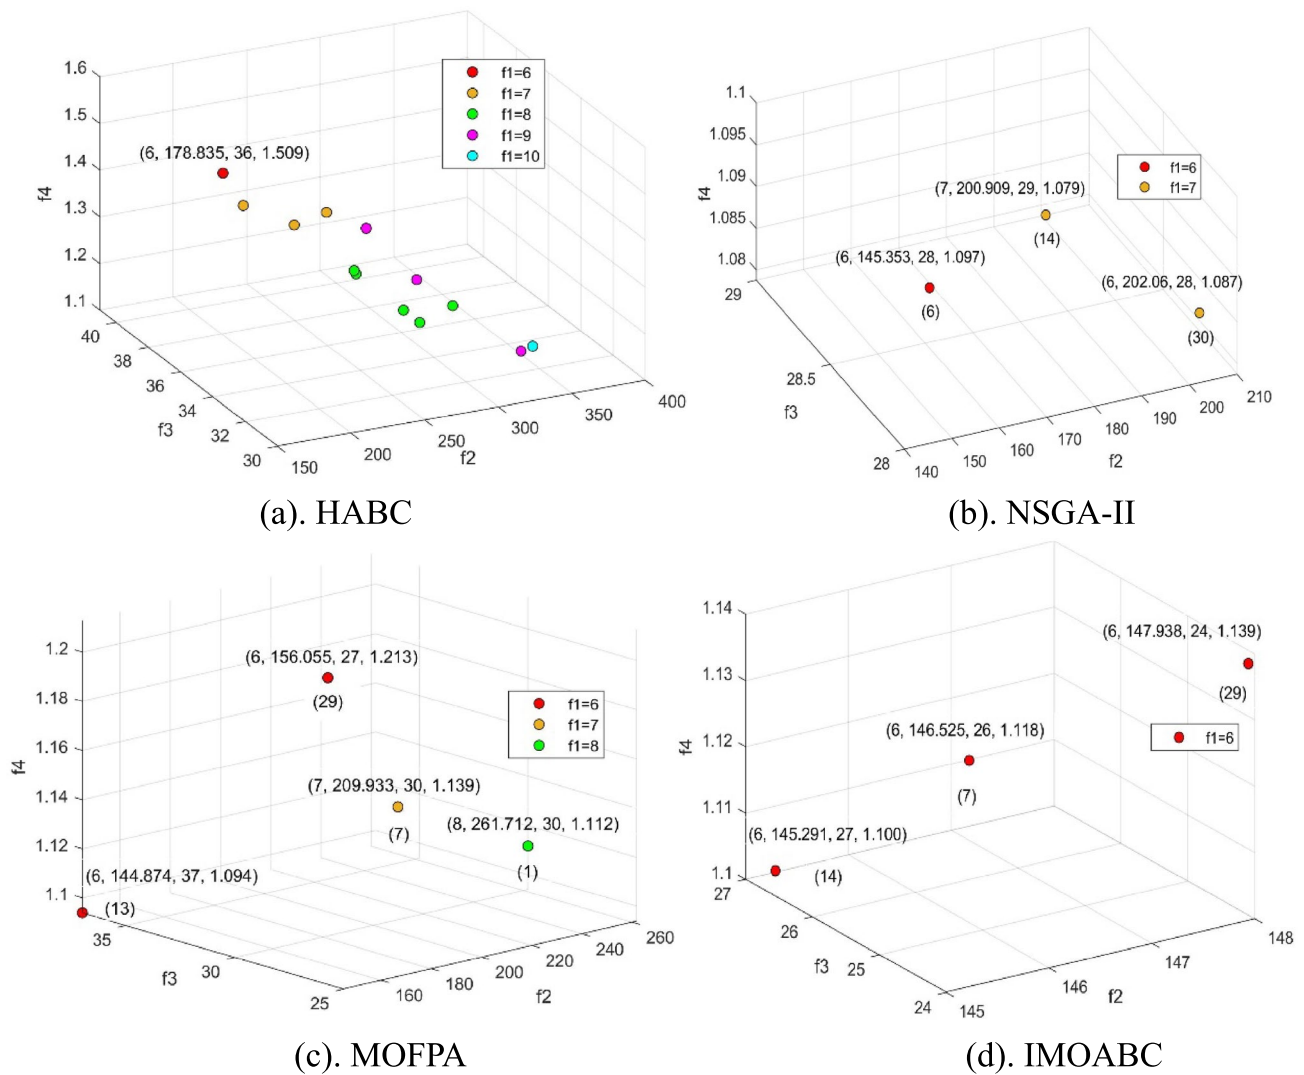 1.6
1.5
1.4
1.3
1.2
1.1
f4
(6, 178.835, 36, 1.509)
f1=6
f1=7
f1=8
f1=9
f1=10
40
38
36
34
32
30
f3
150
200
250
300
350
400
f2
(a). HABC
1.1
1.095
1.09
1.085
1.08
f4
(7, 200.909, 29, 1.079)
(14)
(6, 145.353, 28, 1.097)
(6)
(6, 202.06, 28, 1.087)
(30)
f1=6
f1=7
29
28.5
28
f3
140
150
160
170
180
190
200
210
f2
(b). NSGA-II
1.2
1.18
1.16
1.14
1.12
1.1
f4
(6, 156.055, 27, 1.213)
(29)
(7, 209.933, 30, 1.139)
(7)
(8, 261.712, 30, 1.112)
(1)
(6, 144.874, 37, 1.094)
(13)
f1=6
f1=7
f1=8
35
30
25
f3
160
180
200
220
240
260
f2
(c). MOFPA
1.14
1.13
1.12
1.11
1.1
f4
(6, 147.938, 24, 1.139)
(29)
(6, 146.525, 26, 1.118)
(7)
(6, 145.291, 27, 1.100)
(14)
f1=6
27
26
25
24
f3
145
146
147
148
f2
(d). IMOABC